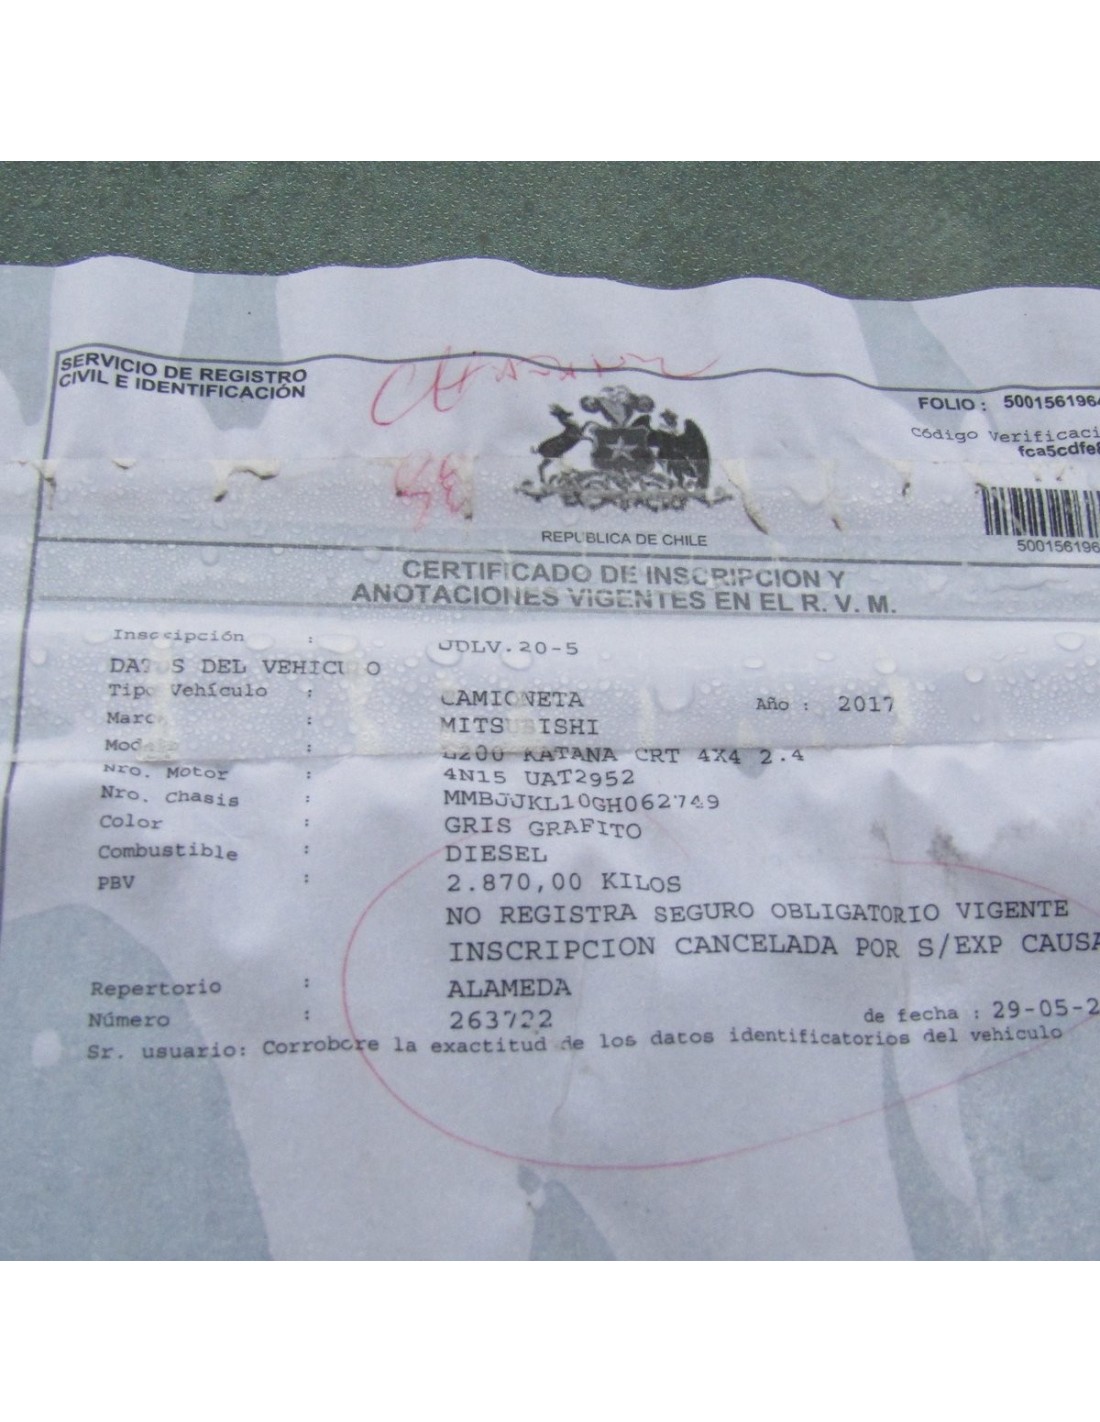 SERVICIO DE REGISTRO
CIVIL E IDENTIFICACIÓN
FOLIO : 5001561964
Código Verificaci
fca5cdfe8
500156196
REPUBLICA DE CHILE
CERTIFICADO DE INSCRIPCION Y
ANOTACIONES VIGENTES EN EL R. V. M.
Inscripción : JDLV.20-5
DATOS DEL VEHICULO
Tipo Vehículo : CAMIONETA Año : 2017
Marca : MITSUBISHI
Modelo : L200 KATANA CRT 4X4 2.4
Nro. Motor : 4N15 UAT2952
Nro. Chasis : MMBJJKL10GH062749
Color : GRIS GRAFITO
Combustible : DIESEL
PBV : 2.870,00 KILOS
NO REGISTRA SEGURO OBLIGATORIO VIGENTE
INSCRIPCION CANCELADA POR S/EXP CAUSA
Repertorio : ALAMEDA
Número : 263722 de fecha : 29-05-2
Sr. usuario: Corrobore la exactitud de los datos identificatorios del vehículo